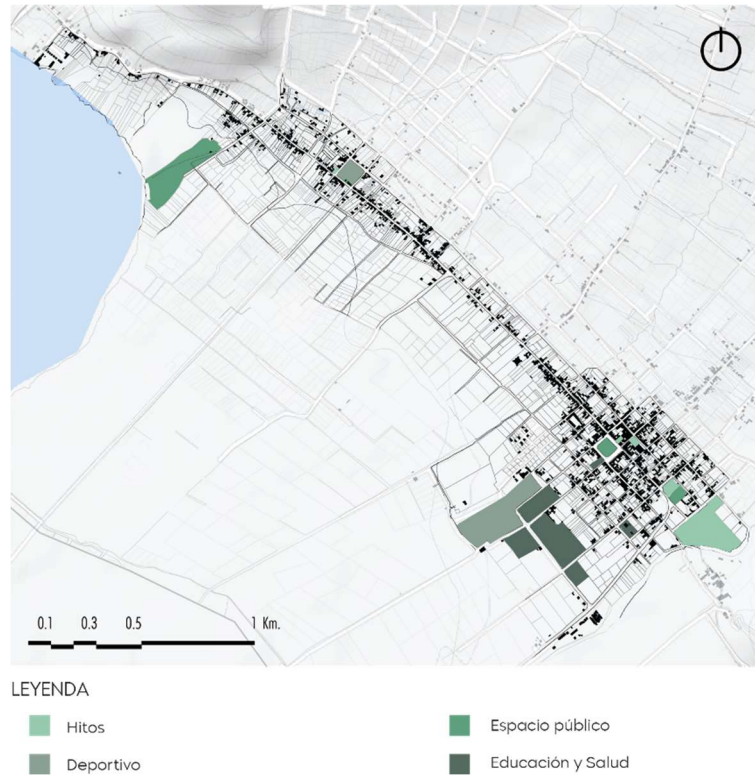 0.1 0.3 0.5 1 Km.
LEYENDA
Hitos
Espacio público
Deportivo
Educación y Salud